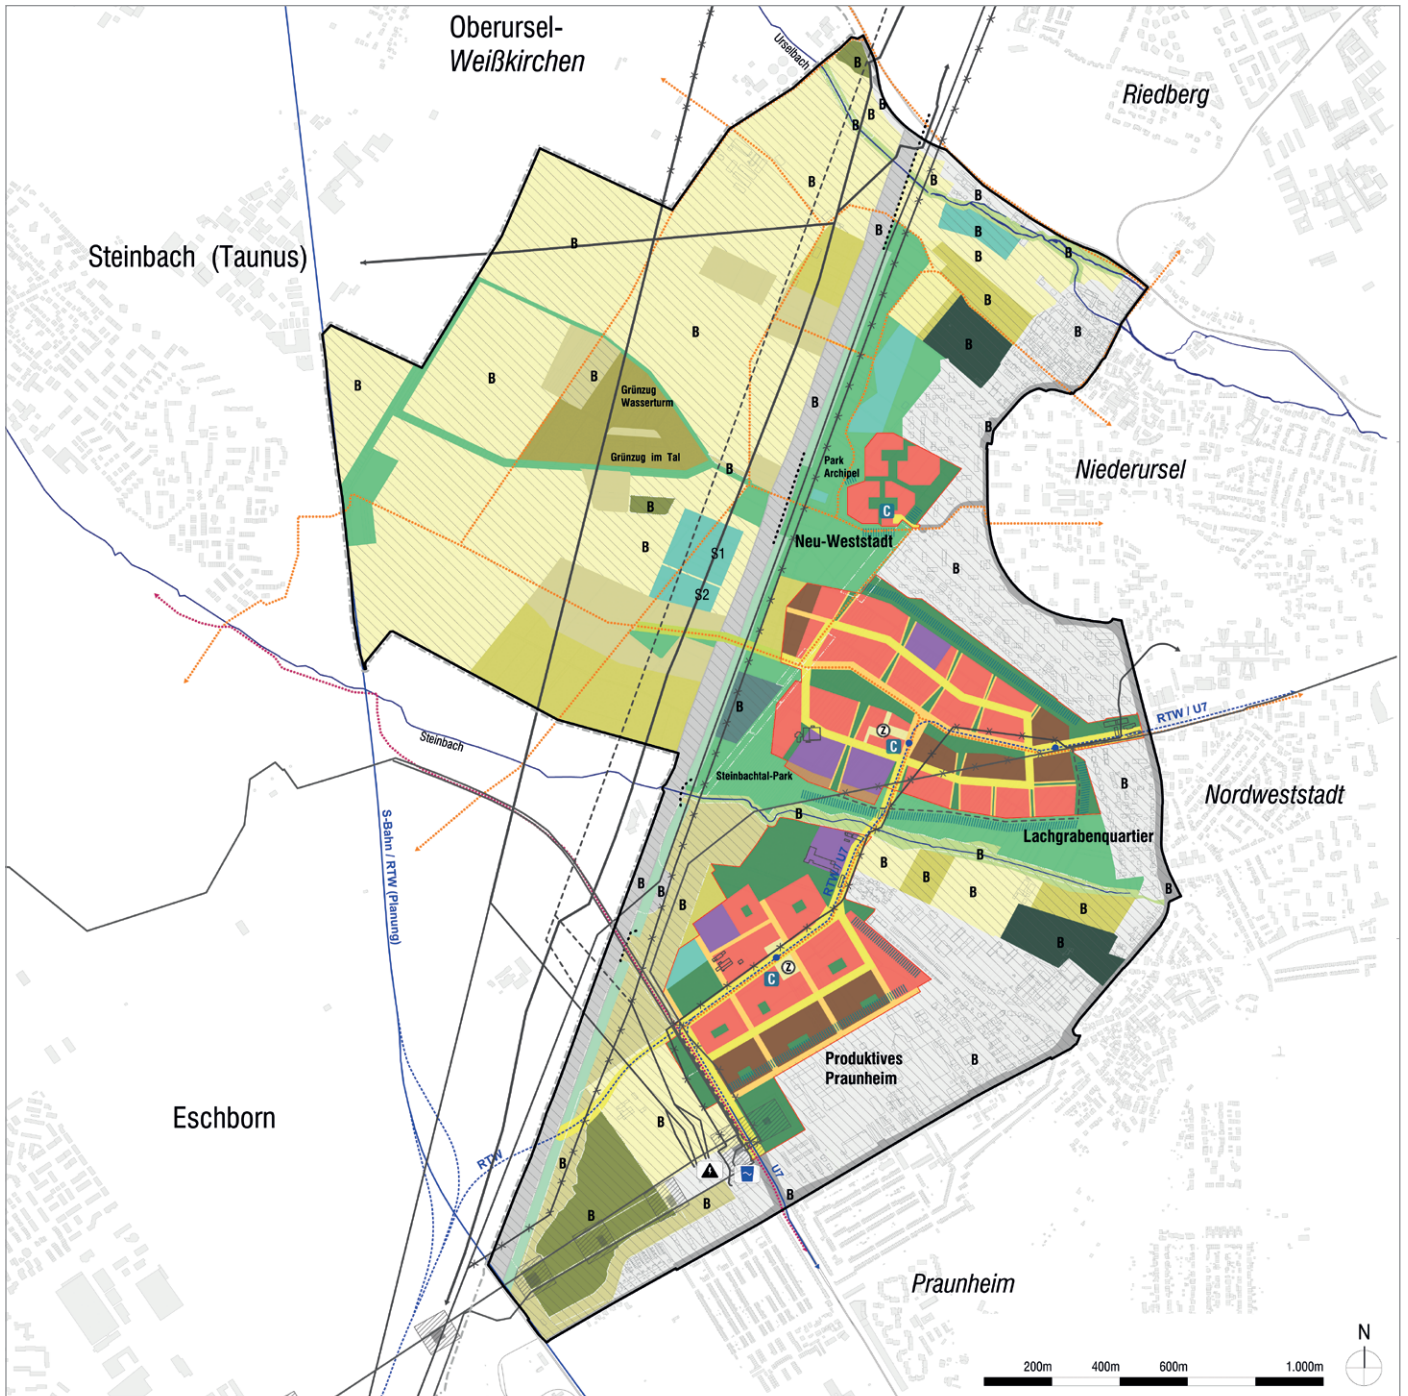 Oberursel-
Weißkirchen
Urselbach
B
Riedberg
B
B
B
B
B
B
B
Steinbach (Taunus)
B
B
B
B
B
B
B
B
B
B
B
B
B
Grünzug
Wasserturm
B
B
Grünzug im Tal
B
Park
Archipel
Niederursel
B
C
Neu-Weststadt
B
S1
B
S2
B
RTW / U7
Z
C
Steinbach
Steinbachtal-Park
B
Nordweststadt
B
Lachgrabenquartier
S-Bahn / RTW (Planung)
RTW / U7
B
B
B
B
B
B
B
B
B
B
Z
C
Produktives
Praunheim
B
Eschborn
B
RTW
B
U7
B
B
B
Praunheim
N
200m 400m 600m 1.000m